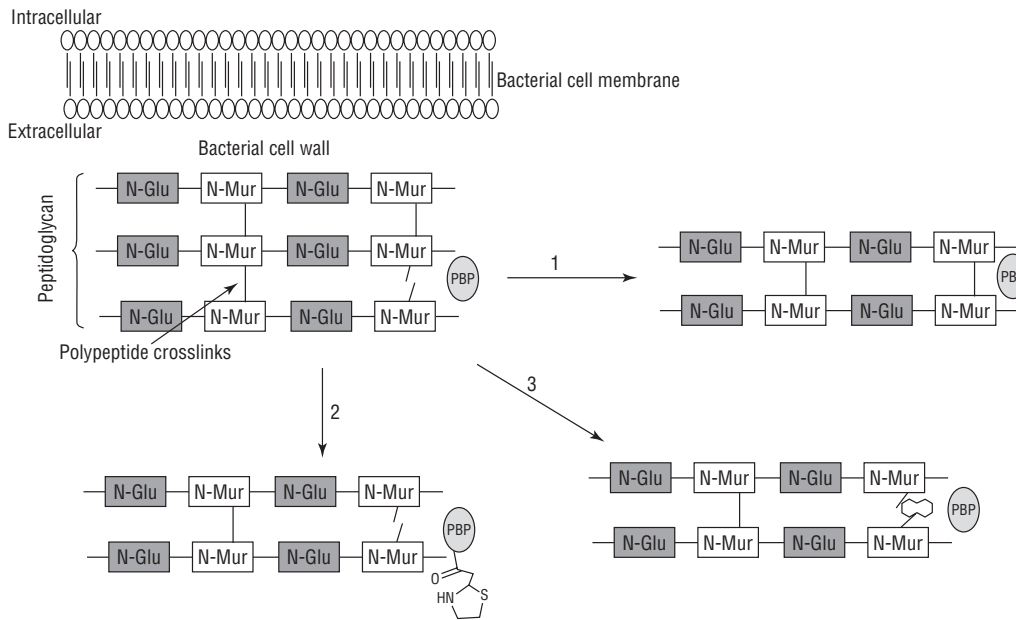 Intracellular
Bacterial cell membrane
Extracellular
Bacterial cell wall
Peptidoglycan
N-Glu N-Mur N-Glu N-Mur
N-Glu N-Mur N-Glu N-Mur
PBP
N-Glu N-Mur N-Glu N-Mur
Polypeptide crosslinks
1
N-Glu N-Mur N-Glu N-Mur
PB
N-Glu N-Mur N-Glu N-Mur
2
3
N-Glu N-Mur N-Glu N-Mur
PBP
N-Glu N-Mur N-Glu N-Mur
O
HN S
N-Glu N-Mur N-Glu N-Mur
PBP
N-Glu N-Mur N-Glu N-Mur